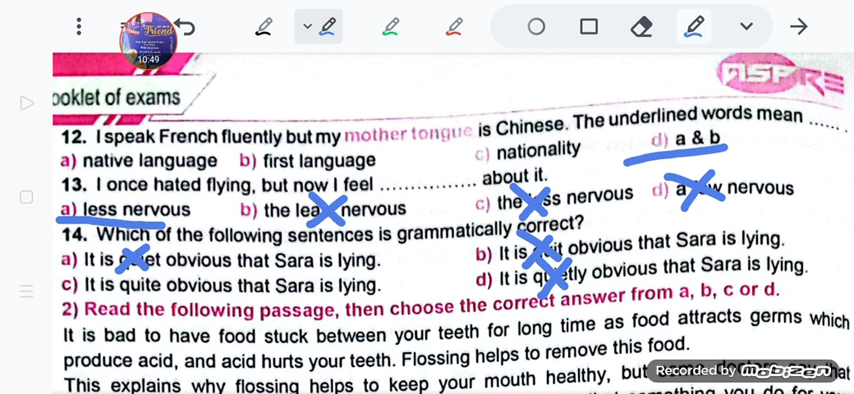 Friend
10:49
ASPIRE
ooklet of exams
12. I speak French fluently but my mother tongue is Chinese. The underlined words mean ......
a) native language b) first language c) nationality d) a & b
13. I once hated flying, but now I feel ................ about it.
a) less nervous b) the nervous c) nervous d) nervous
14. Which of the following sentences is grammatically correct?
a) It is obvious that Sara is lying. b) It is obvious that Sara is lying.
c) It is quite obvious that Sara is lying. d) It is obvious that Sara is lying.
2) Read the following passage, then choose the correct answer from a, b, c or d.
It is bad to have food stuck between your teeth for long time as food attracts germs which
produce acid, and acid hurts your teeth. Flossing helps to remove this food.
This explains why flossing helps to keep your mouth healthy, but
Recorded by mobizen